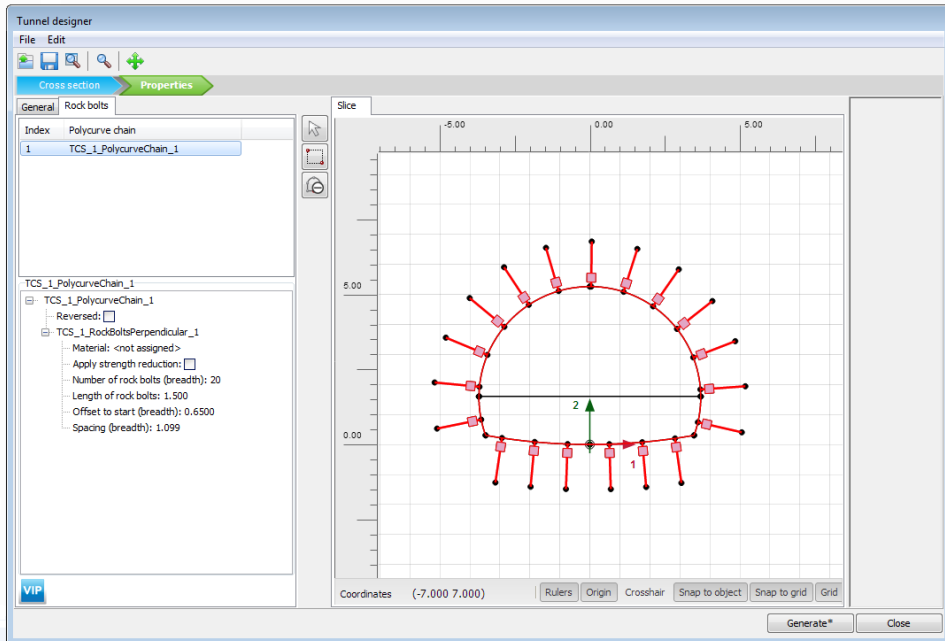 Tunnel designer
File Edit
Cross section Properties
General Rock bolts
Slice
Index Polycurve chain
1 TCS_1_PolycurveChain_1
-5.00 0.00 5.00
5.00
0.00
2
1
TCS_1_PolycurveChain_1
TCS_1_PolycurveChain_1
Reversed:
TCS_1_RockBoltsPerpendicular_1
Material: <not assigned>
Apply strength reduction:
Number of rock bolts (breadth): 20
Length of rock bolts: 1.500
Offset to start (breadth): 0.6500
Spacing (breadth): 1.099
VIP
Coordinates (-7.000 7.000) Rulers Origin Crosshair Snap to object Snap to grid Grid
Generate* Close